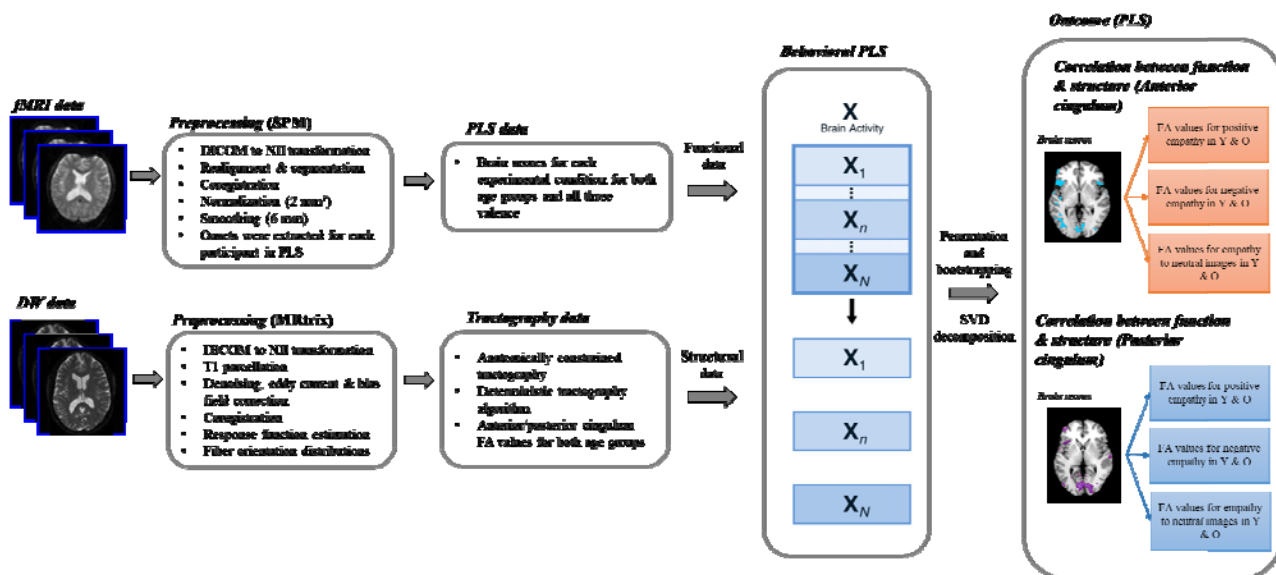 fMRI data
Preprocessing (SPM)
• DICOM to NII transformation
• Realignment & segmentation
• Coregistration
• Normalization (2 mm³)
• Smoothing (6 mm)
• Onsets were extracted for each
participant in PLS
PLS data
• Brain scores for each
experimental condition for both
age groups and all three
valence
Functional
data
DW data
Preprocessing (MRtrix)
• DICOM to NII transformation
• T1 parcellation
• Denoising, eddy current & bias
field correction
• Coregistration
• Response function estimation
• Fiber orientation distributions
Tractography data
• Anatomically constrained
tractography
• Deterministic tractography
algorithm
• Anterior/posterior cingulum
FA values for both age groups
Structural
data
Behavioral PLS
X
Brain Activity
X1
Xn
XN
X1
Xn
XN
Permutation
and
bootstrapping
SVD
decomposition
Outcome (PLS)
Correlation between function
& structure (Anterior
cingulum)
Brain scores
FA values for positive
empathy in Y & O
FA values for negative
empathy in Y & O
FA values for empathy
to neutral images in Y
& O
Correlation between function
& structure (Posterior
cingulum)
Brain scores
FA values for positive
empathy in Y & O
FA values for negative
empathy in Y & O
FA values for empathy
to neutral images in Y
& O